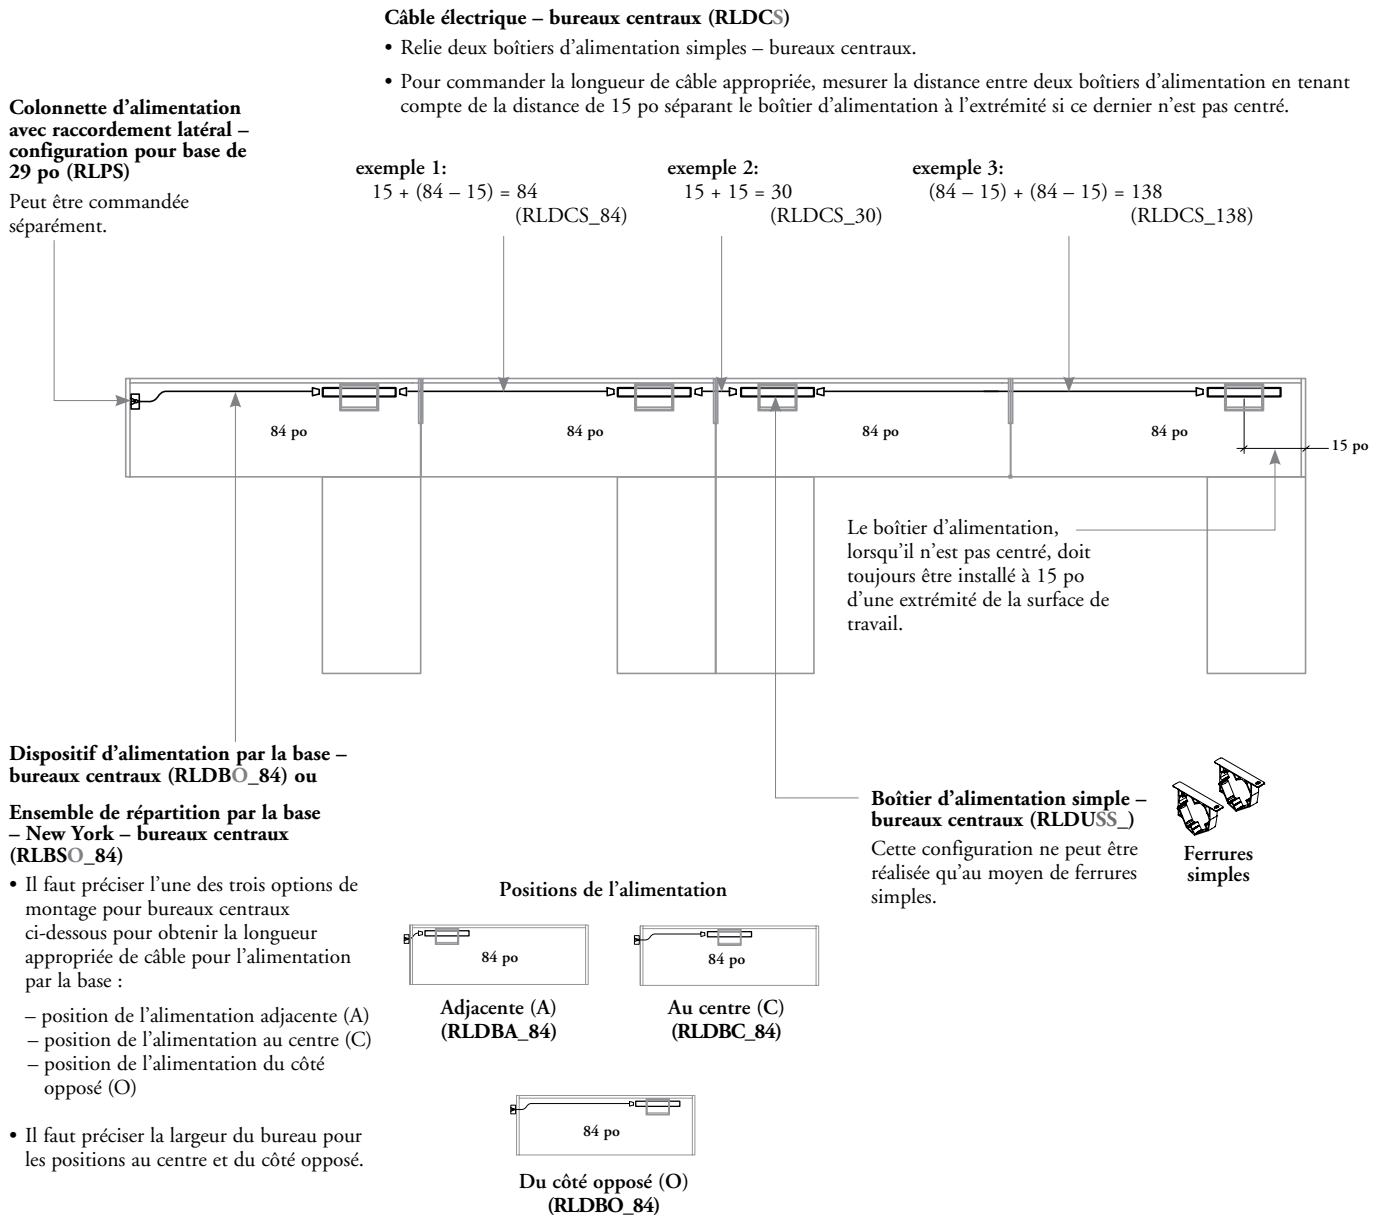 Câble électrique – bureaux centraux (RLDCS)
• Relie deux boîtiers d'alimentation simples – bureaux centraux.
• Pour commander la longueur de câble appropriée, mesurer la distance entre deux boîtiers d'alimentation en tenant
compte de la distance de 15 po séparant le boîtier d'alimentation à l'extrémité si ce dernier n'est pas centré.
Colonnette d'alimentation
avec raccordement latéral –
configuration pour base de
29 po (RLPS)
Peut être commandée
séparément.
exemple 1:
15 + (84 – 15) = 84
(RLDCS_84)
exemple 2:
15 + 15 = 30
(RLDCS_30)
exemple 3:
(84 – 15) + (84 – 15) = 138
(RLDCS_138)
84 po
84 po
84 po
84 po
15 po
Le boîtier d'alimentation,
lorsqu'il n'est pas centré, doit
toujours être installé à 15 po
d'une extrémité de la surface de
travail.
Dispositif d'alimentation par la base –
bureaux centraux (RLDBO_84) ou
Ensemble de répartition par la base
– New York – bureaux centraux
(RLBSO_84)
• Il faut préciser l'une des trois options de
montage pour bureaux centraux
ci-dessous pour obtenir la longueur
appropriée de câble pour l'alimentation
par la base :
– position de l'alimentation adjacente (A)
– position de l'alimentation au centre (C)
– position de l'alimentation du côté
opposé (O)
• Il faut préciser la largeur du bureau pour
les positions au centre et du côté opposé.
Positions de l'alimentation
84 po
Adjacente (A)
(RLDBA_84)
84 po
Au centre (C)
(RLDBC_84)
84 po
Du côté opposé (O)
(RLDBO_84)
Boîtier d'alimentation simple –
bureaux centraux (RLDUSS_)
Cette configuration ne peut être
réalisée qu'au moyen de ferrures
simples.
Ferrures
simples